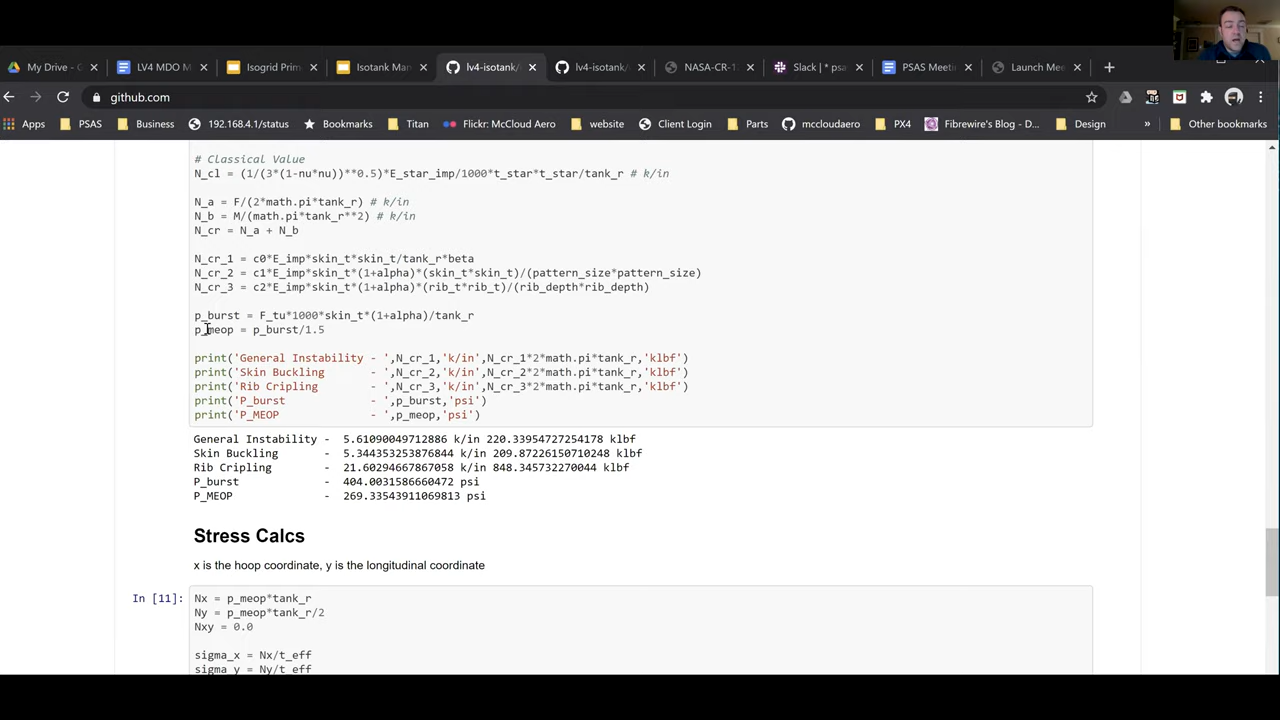 My Drive - G
LV4 MDO M
Isogrid Prim
Isotank Man
lv4-isotank/
lv4-isotank/
NASA-CR-1
Slack | * psa
PSAS Meeti
Launch Me
github.com
Apps
PSAS
Business
192.168.4.1/status
Bookmarks
Titan
Flickr: McCloud Aero
website
Client Login
Parts
mccloudaero
PX4
Fibrewire's Blog - D...
Design
»
Other bookmarks
# Classical Value
N_cl = (1/(3*(1-nu*nu))**0.5)*E_star_imp/1000*t_star*t_star/tank_r # k/in
N_a = F/(2*math.pi*tank_r) # k/in
N_b = M/(math.pi*tank_r**2) # k/in
N_cr = N_a + N_b
N_cr_1 = c0*E_imp*skin_t*skin_t/tank_r*beta
N_cr_2 = c1*E_imp*skin_t*(1+alpha)*(skin_t*skin_t)/(pattern_size*pattern_size)
N_cr_3 = c2*E_imp*skin_t*(1+alpha)*(rib_t*rib_t)/(rib_depth*rib_depth)
p_burst = F_tu*1000*skin_t*(1+alpha)/tank_r
p_meop = p_burst/1.5
print('General Instability - ',N_cr_1,'k/in',N_cr_1*2*math.pi*tank_r,'klbf')
print('Skin Buckling - ',N_cr_2,'k/in',N_cr_2*2*math.pi*tank_r,'klbf')
print('Rib Cripling - ',N_cr_3,'k/in',N_cr_3*2*math.pi*tank_r,'klbf')
print('P_burst - ',p_burst,'psi')
print('P_MEOP - ',p_meop,'psi')
General Instability - 5.61090049712886 k/in 220.33954727254178 klbf
Skin Buckling - 5.344353253876844 k/in 209.87226150710248 klbf
Rib Cripling - 21.60294667867058 k/in 848.345732270044 klbf
P_burst - 404.0031586660472 psi
P_MEOP - 269.33543911069813 psi
Stress Calcs
x is the hoop coordinate, y is the longitudinal coordinate
In [11]:
Nx = p_meop*tank_r
Ny = p_meop*tank_r/2
Nxy = 0.0
sigma_x = Nx/t_eff
sigma_y = Ny/t_eff